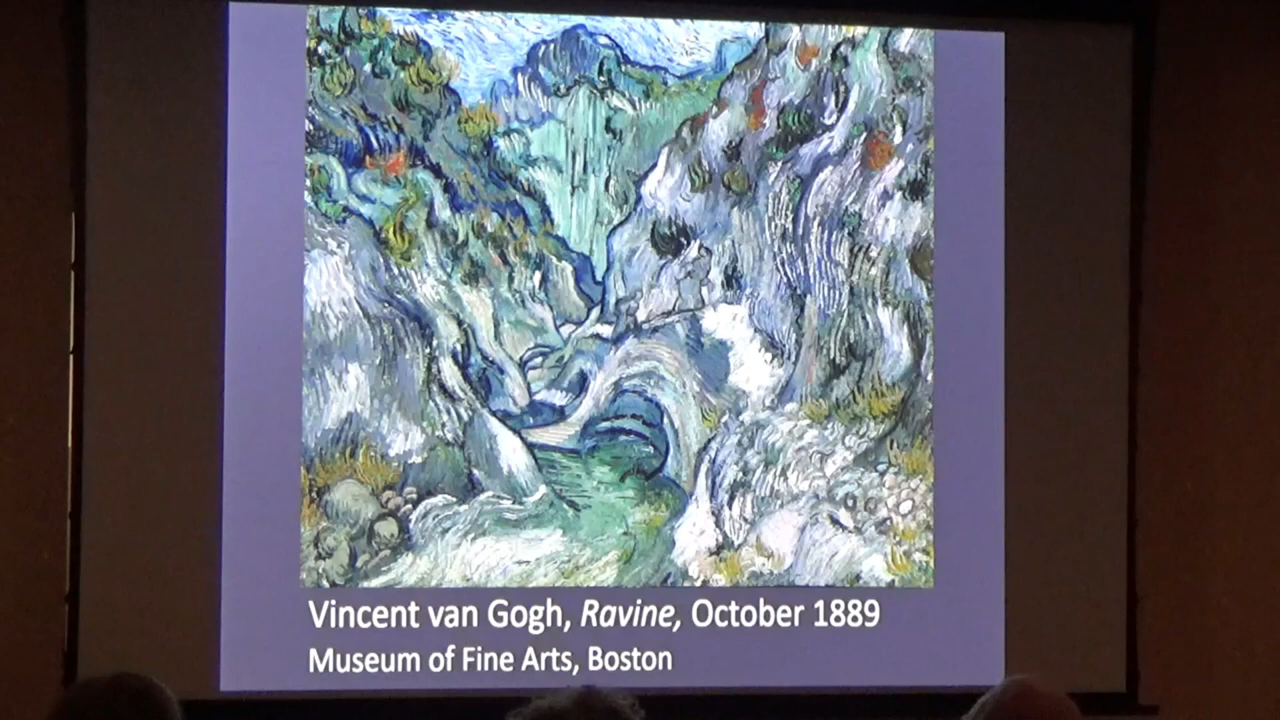 Vincent van Gogh, Ravine, October 1889
Museum of Fine Arts, Boston